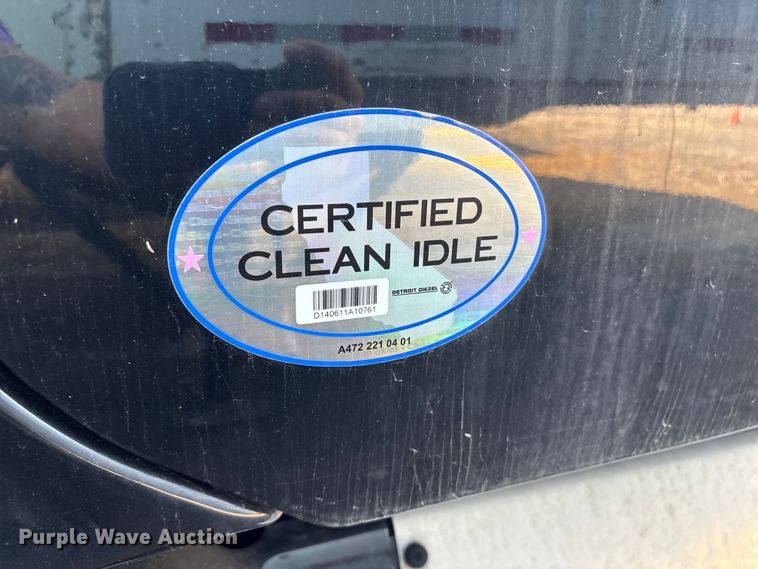 CERTIFIED
CLEAN IDLE
DETROIT DIESEL
D140611A10761
A472 221 04 01
Purple Wave Auction®